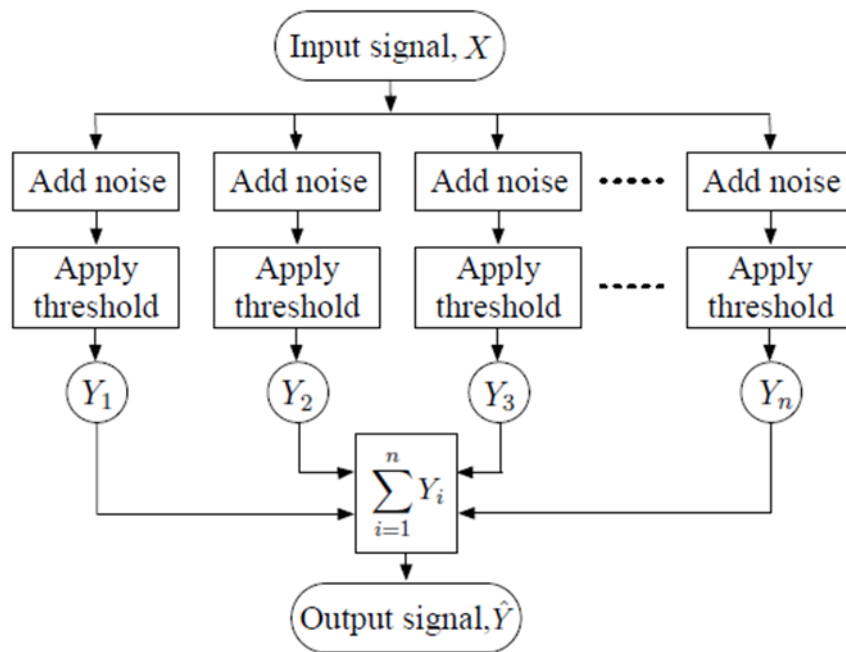 Input signal, X
Add noise Add noise Add noise Add noise
Apply threshold Apply threshold Apply threshold Apply threshold
Y₁ Y₂ Y₃ Yₙ
n
∑ Yᵢ
i=1
Output signal,Ŷ